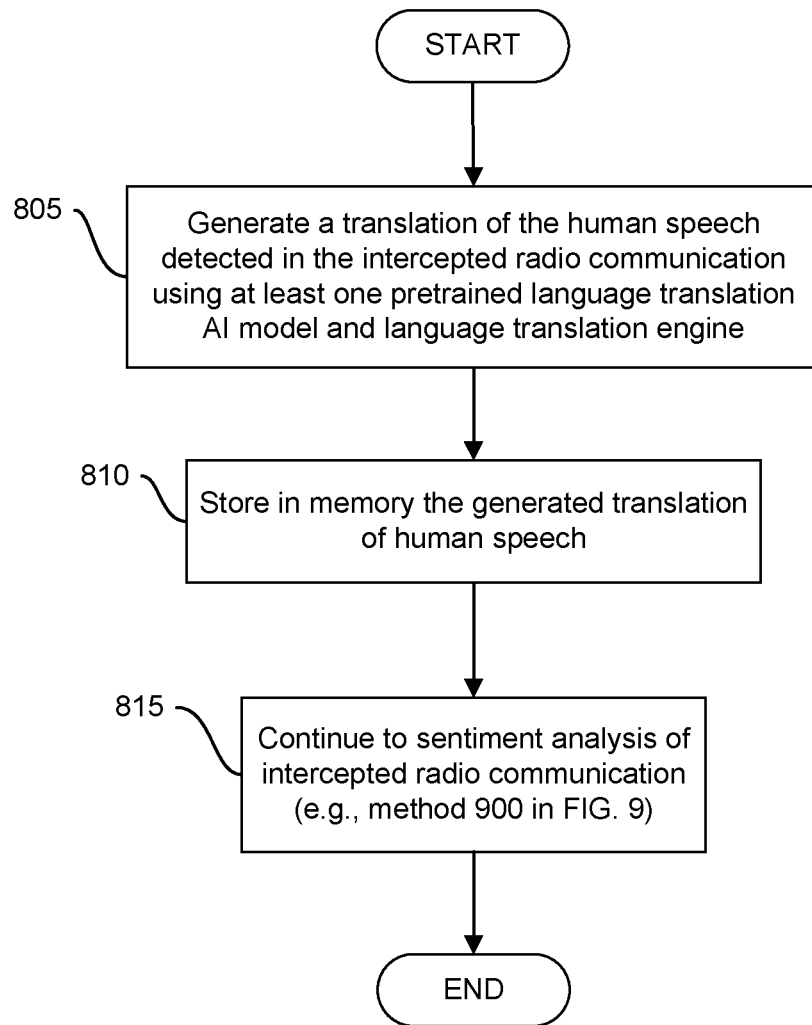 START
805
Generate a translation of the human speech
detected in the intercepted radio communication
using at least one pretrained language translation
AI model and language translation engine
810
Store in memory the generated translation
of human speech
815
Continue to sentiment analysis of
intercepted radio communication
(e.g., method 900 in FIG. 9)
END